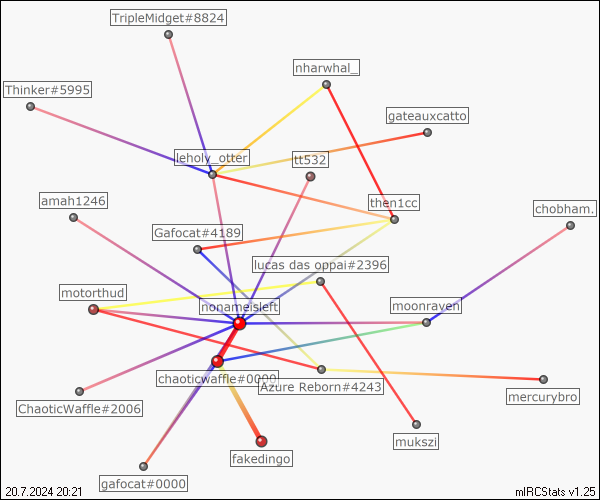 TripleMidget#8824
nharwhal_
Thinker#5995
gateauxcatto
leholy_otter
tt532
amah1246
then1cc
chobham.
Gafocat#4189
lucas das oppai#2396
motorthud
nonameisleft
moonraven
chaoticwaffle#0000
Azure Reborn#4243
mercurybro
ChaoticWaffle#2006
mukszi
fakedingo
gafocat#0000
20.7.2024 20:21
mIRCStats v1.25